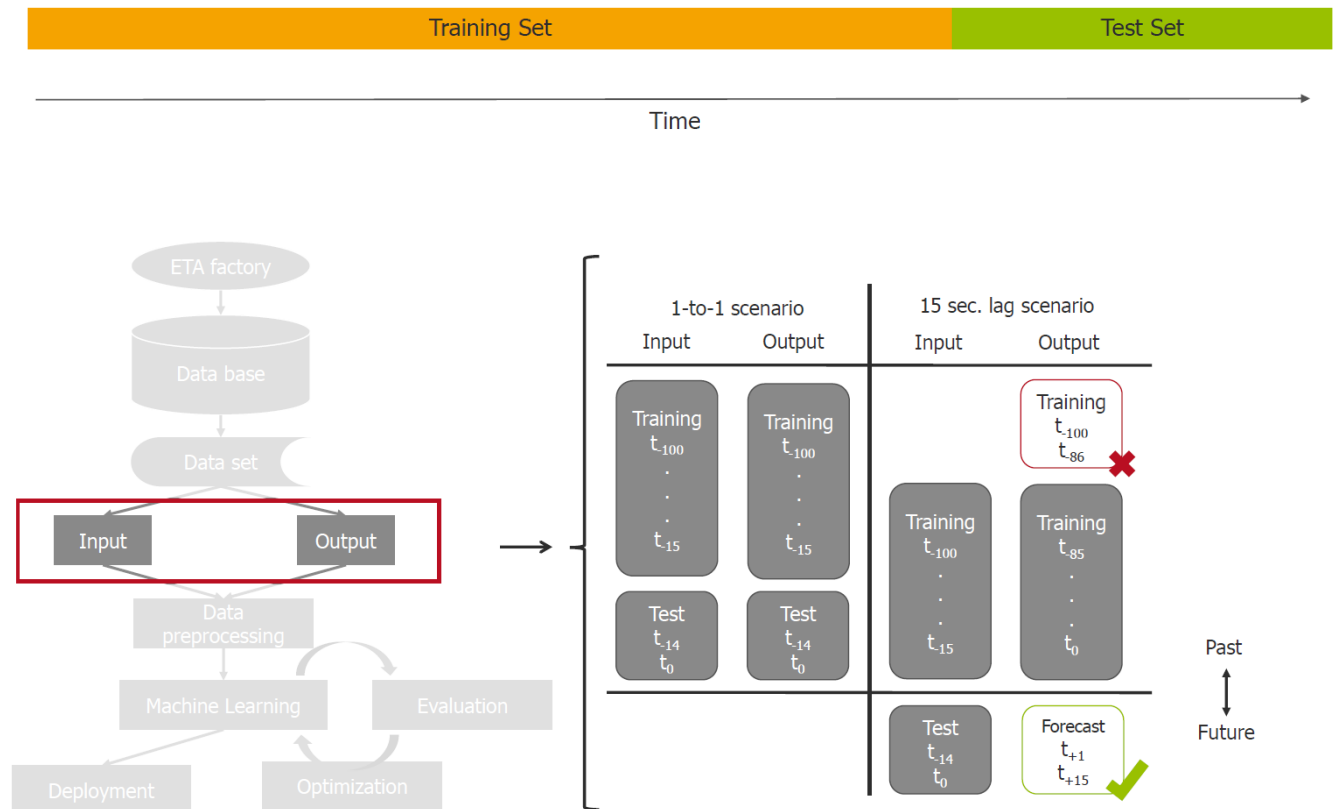 Training Set
Test Set
Time
ETA factory
Data base
Data set
Input
Output
Data
preprocessing
Machine Learning
Evaluation
Deployment
Optimization
1-to-1 scenario
Input
Output
Training
t-100
.
.
.
t-15
Training
t-100
.
.
.
t-15
Test
t-14
t0
Test
t-14
t0
15 sec. lag scenario
Input
Output
Training
t-100
t-86
Training
t-100
.
.
.
t-15
Training
t-85
.
.
.
t0
Test
t-14
t0
Forecast
t+1
t+15
Past
Future